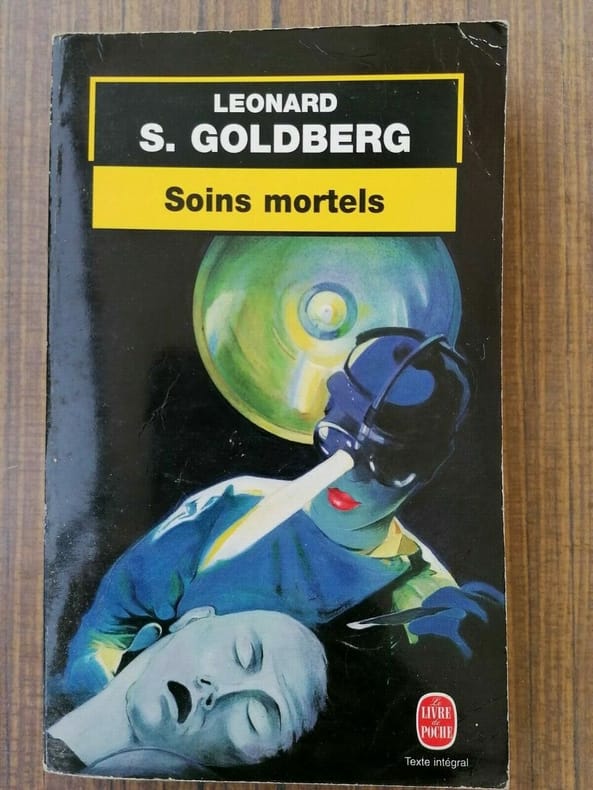 LEONARD
S. GOLDBERG
Soins mortels
Le
LIVRE
de
POCHE
Texte intégral